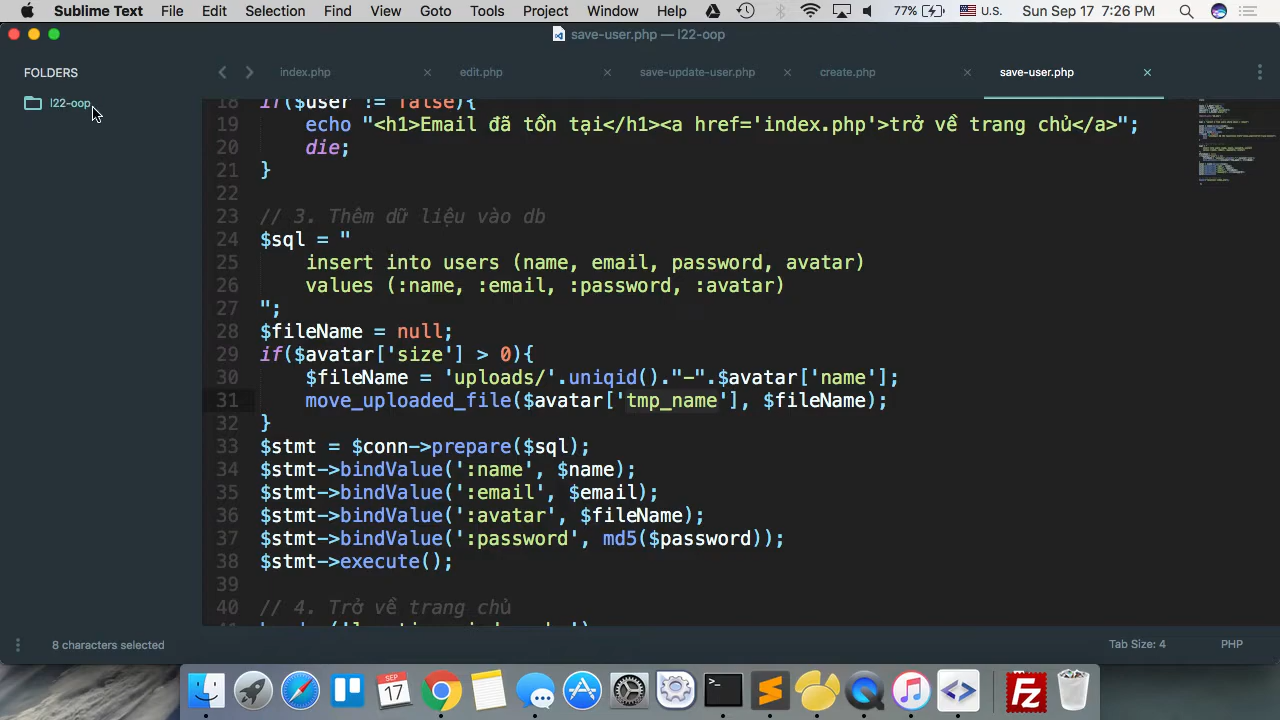 Sublime Text File Edit Selection Find View Goto Tools Project Window Help 77% U.S. Sun Sep 17 7:26 PM
save-user.php — l22-oop
FOLDERS
l22-oop
index.php × edit.php × save-update-user.php × create.php × save-user.php ×
18 if($user != false){
19 echo "<h1>Email đã tồn tại</h1><a href='index.php'>trở về trang chủ</a>";
20 die;
21 }
22
23 // 3. Thêm dữ liệu vào db
24 $sql = "
25 insert into users (name, email, password, avatar)
26 values (:name, :email, :password, :avatar)
27 ";
28 $fileName = null;
29 if($avatar['size'] > 0){
30 $fileName = 'uploads/'.uniqid()."-".$avatar['name'];
31 move_uploaded_file($avatar['tmp_name'], $fileName);
32 }
33 $stmt = $conn->prepare($sql);
34 $stmt->bindValue(':name', $name);
35 $stmt->bindValue(':email', $email);
36 $stmt->bindValue(':avatar', $fileName);
37 $stmt->bindValue(':password', md5($password));
38 $stmt->execute();
39
40 // 4. Trở về trang chủ
8 characters selected Tab Size: 4 PHP
SEP
17
Fz